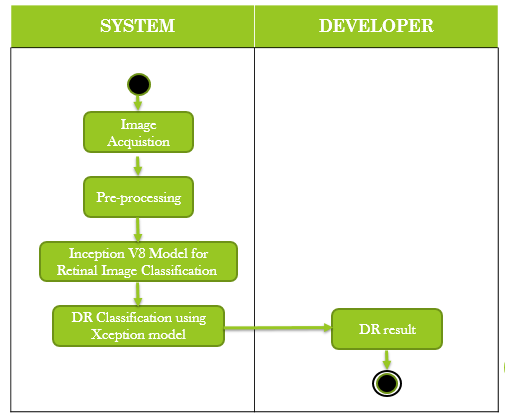 SYSTEM
DEVELOPER
Image
Acquistion
Pre-processing
Inception V8 Model for
Retinal Image Classification
DR Classification using
Xception model
DR result